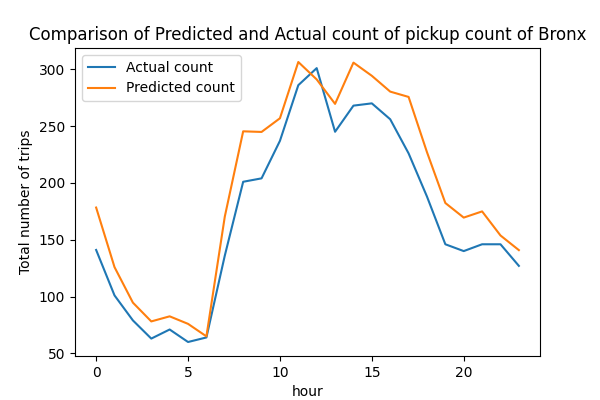 Comparison of Predicted and Actual count of pickup count of Bronx
Actual count
Predicted count
Total number of trips
300
250
200
150
100
50
0
5
10
15
20
hour